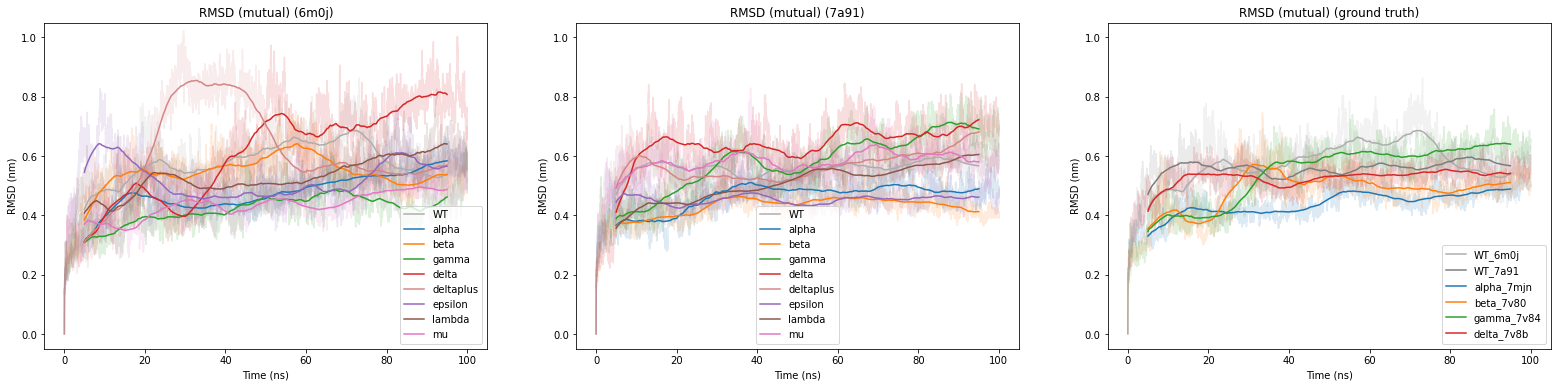 RMSD (mutual) (6m0j)
RMSD (nm)
1.0
0.8
0.6
0.4
0.2
0.0
0
20
40
60
80
100
Time (ns)
WT
alpha
beta
gamma
delta
deltaplus
epsilon
lambda
mu
RMSD (mutual) (7a91)
RMSD (nm)
1.0
0.8
0.6
0.4
0.2
0.0
0
20
40
60
80
100
Time (ns)
WT
alpha
beta
gamma
delta
deltaplus
epsilon
lambda
mu
RMSD (mutual) (ground truth)
RMSD (nm)
1.0
0.8
0.6
0.4
0.2
0.0
0
20
40
60
80
100
Time (ns)
WT_6m0j
WT_7a91
alpha_7mjn
beta_7v80
gamma_7v84
delta_7v8b